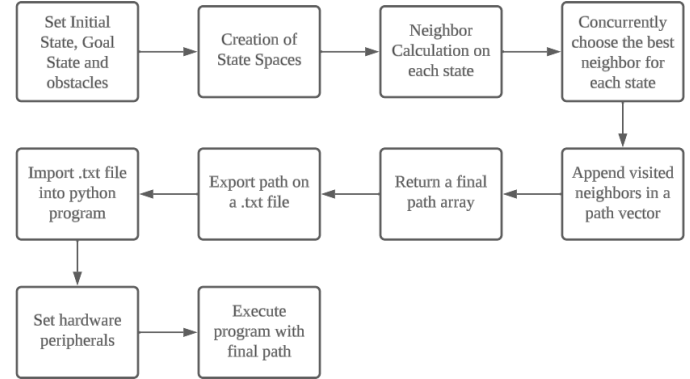 Set Initial
State, Goal
State and
obstacles
Creation of
State Spaces
Neighbor
Calculation on
each state
Concurrently
choose the best
neighbor for
each state
Append visited
neighbors in a
path vector
Return a final
path array
Export path on
a .txt file
Import .txt file
into python
program
Set hardware
peripherals
Execute
program with
final path